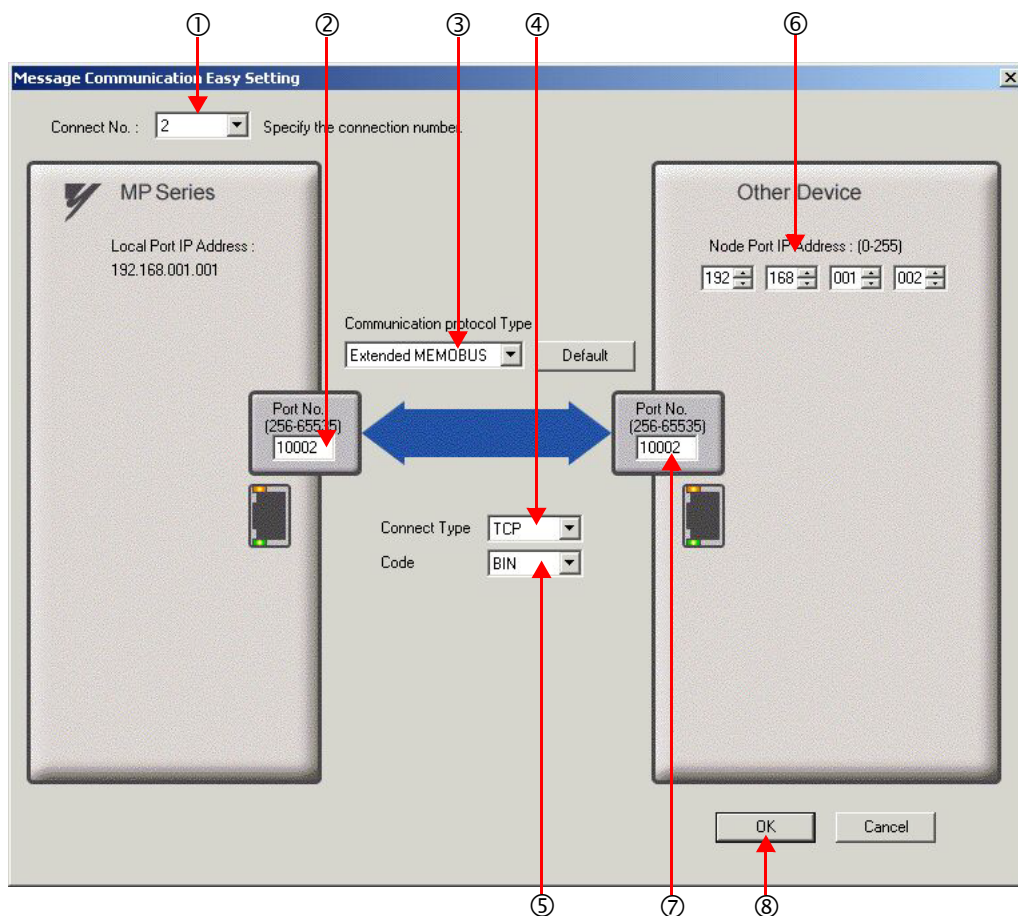 ① ② ③ ④ ⑥
Message Communication Easy Setting
Connect No. : 2 Specify the connection number.
MP Series
Local Port IP Address :
192.168.001.001
Other Device
Node Port IP Address : (0-255)
192 168 001 002
Communication protocol Type
Extended MEMOBUS Default
Port No.
(256-65535)
10002
Port No.
(256-65535)
10002
Connect Type TCP
Code BIN
OK Cancel
⑤ ⑦ ⑧